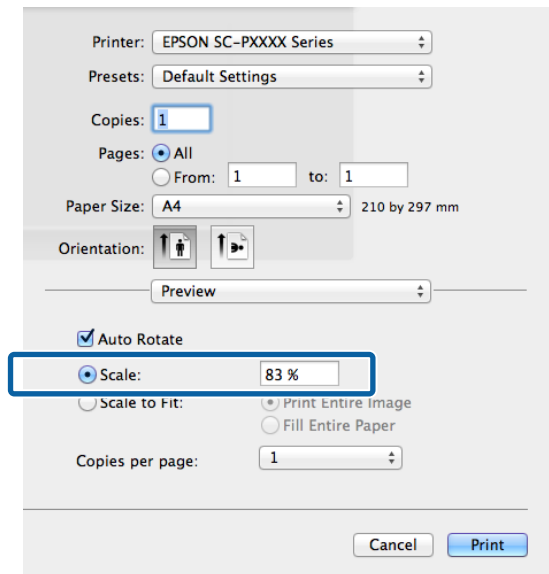 Printer: EPSON SC-PXXXX Series
Presets: Default Settings
Copies: 1
Pages: All
From: 1 to: 1
Paper Size: A4 210 by 297 mm
Orientation:
Preview
Auto Rotate
Scale: 83 %
Scale to Fit: Print Entire Image
Fill Entire Paper
Copies per page: 1
Cancel Print